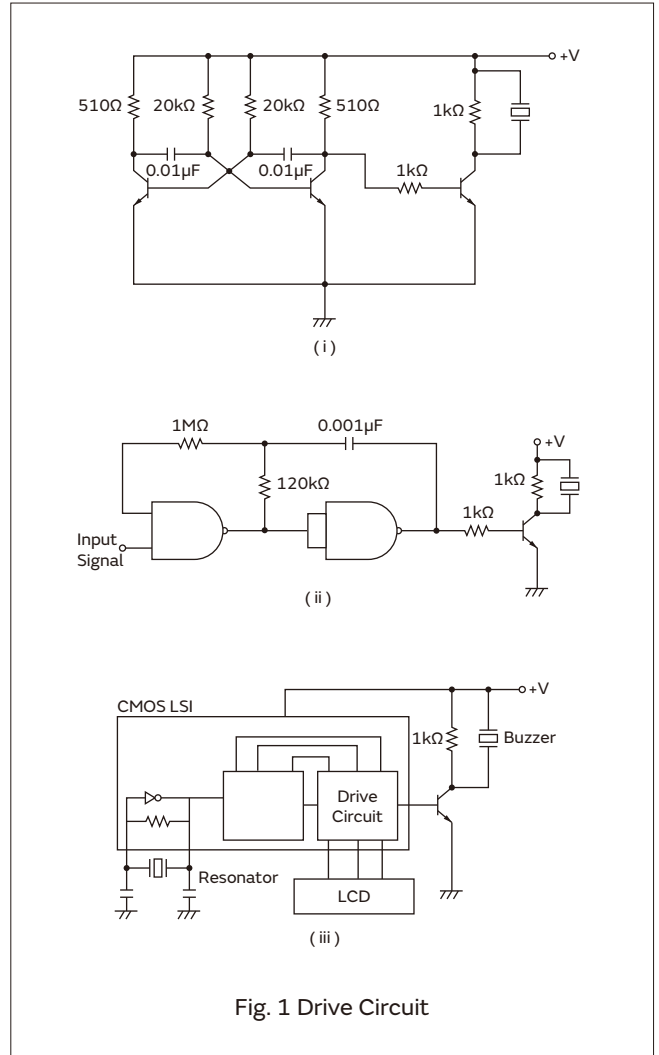 +V
510Ω 20kΩ 20kΩ 510Ω 1kΩ
0.01µF 0.01µF 1kΩ
( i )
1MΩ 0.001µF
+V
120kΩ 1kΩ
1kΩ
Input
Signal
( ii )
+V
CMOS LSI
1kΩ Buzzer
Drive
Circuit
Resonator
LCD
( iii )
Fig. 1 Drive Circuit